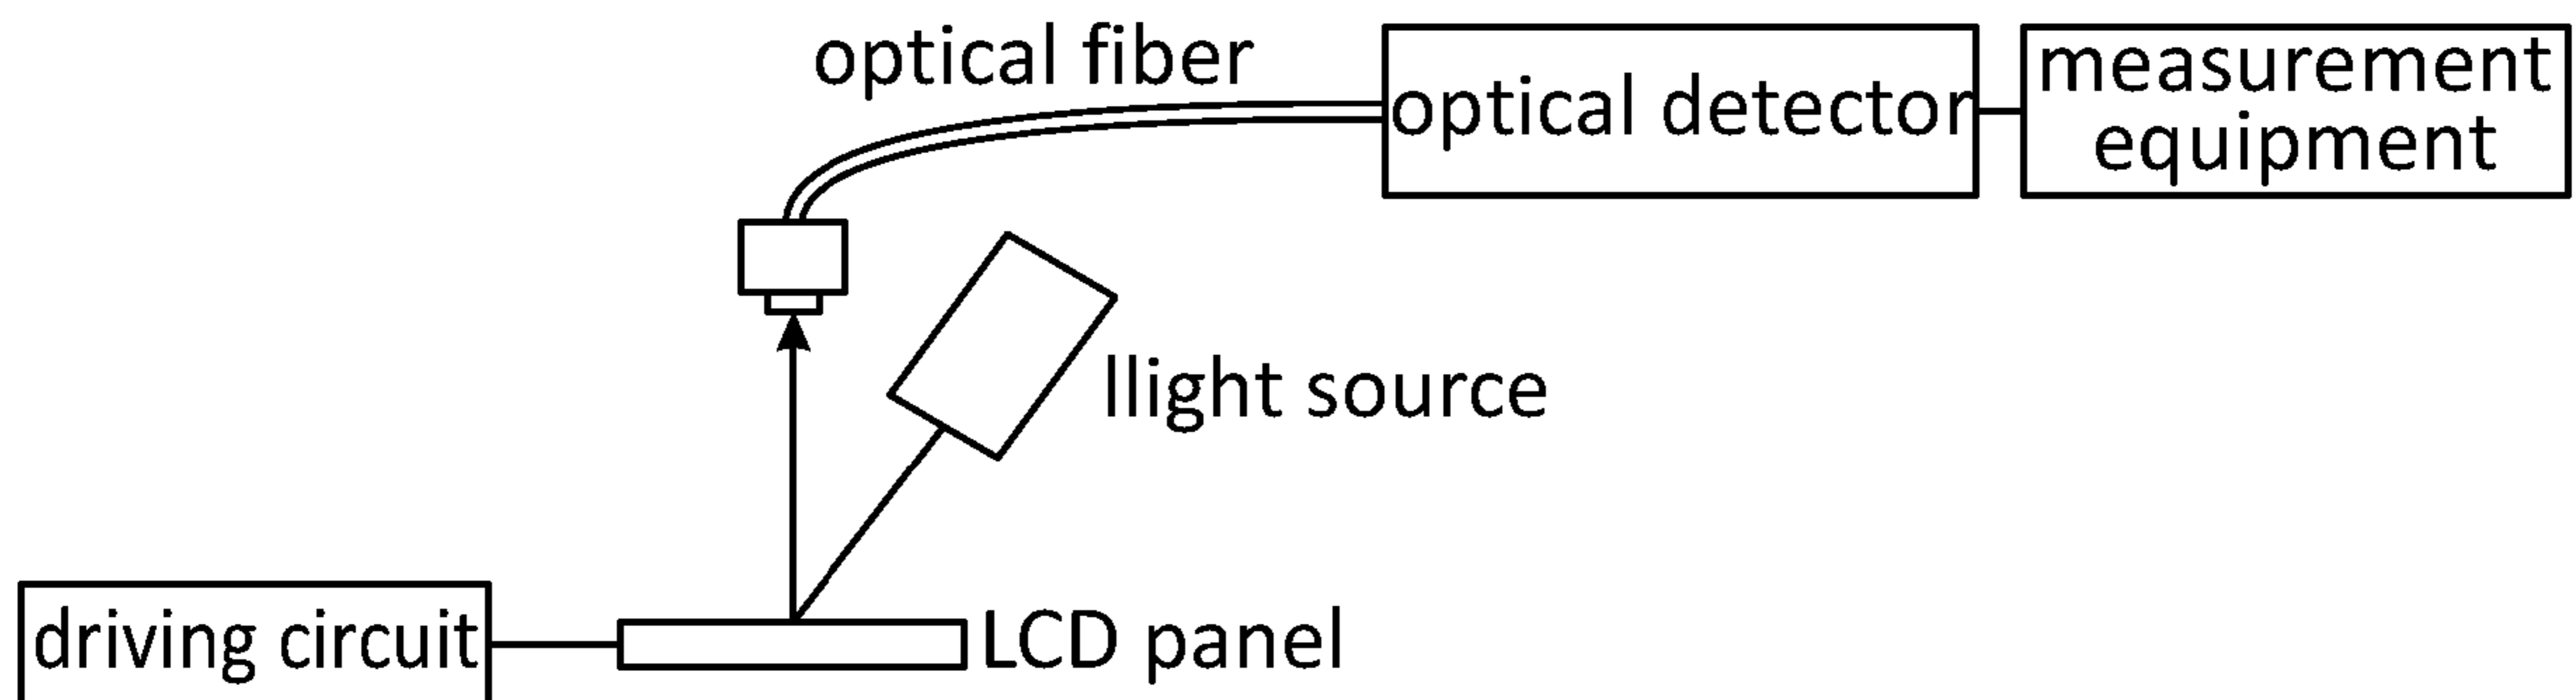 optical fiber
optical detector
measurement
equipment
llight source
driving circuit
LCD panel